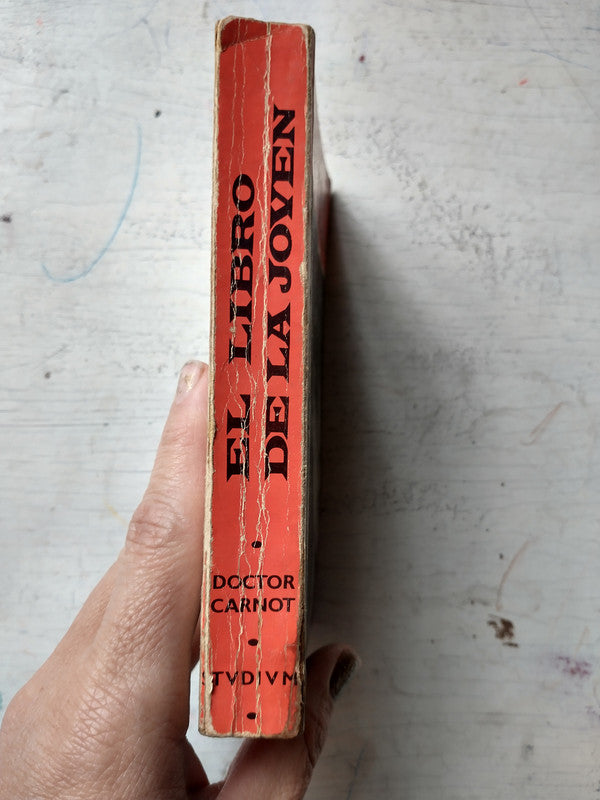 EL LIBRO
DE LA JOVEN
DOCTOR
CARNOT
STVDIVM